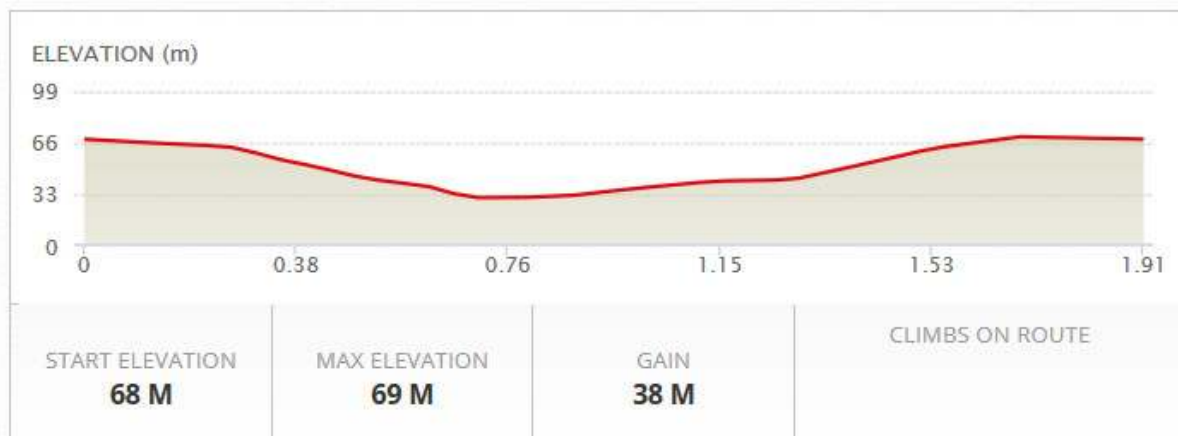 ELEVATION (m)
99
66
33
0
0 0.38 0.76 1.15 1.53 1.91
START ELEVATION
68 M
MAX ELEVATION
69 M
GAIN
38 M
CLIMBS ON ROUTE